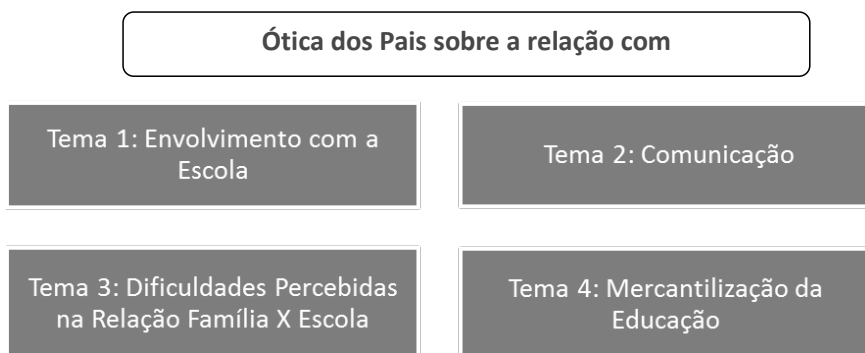 Ótica dos Pais sobre a relação com
Tema 1: Envolvimento com a
Escola
Tema 2: Comunicação
Tema 3: Dificuldades Percebidas
na Relação Família X Escola
Tema 4: Mercantilização da
Educação